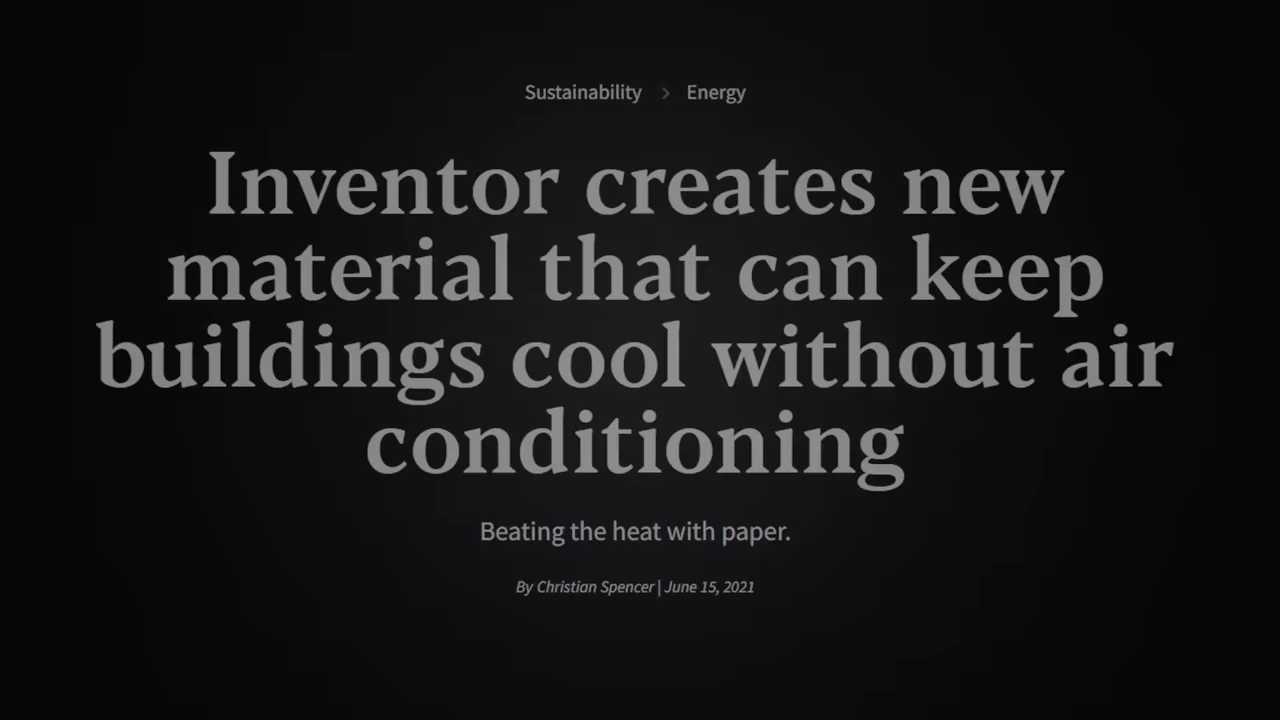 Sustainability > Energy
Inventor creates new
material that can keep
buildings cool without air
conditioning
Beating the heat with paper.
By Christian Spencer | June 15, 2021